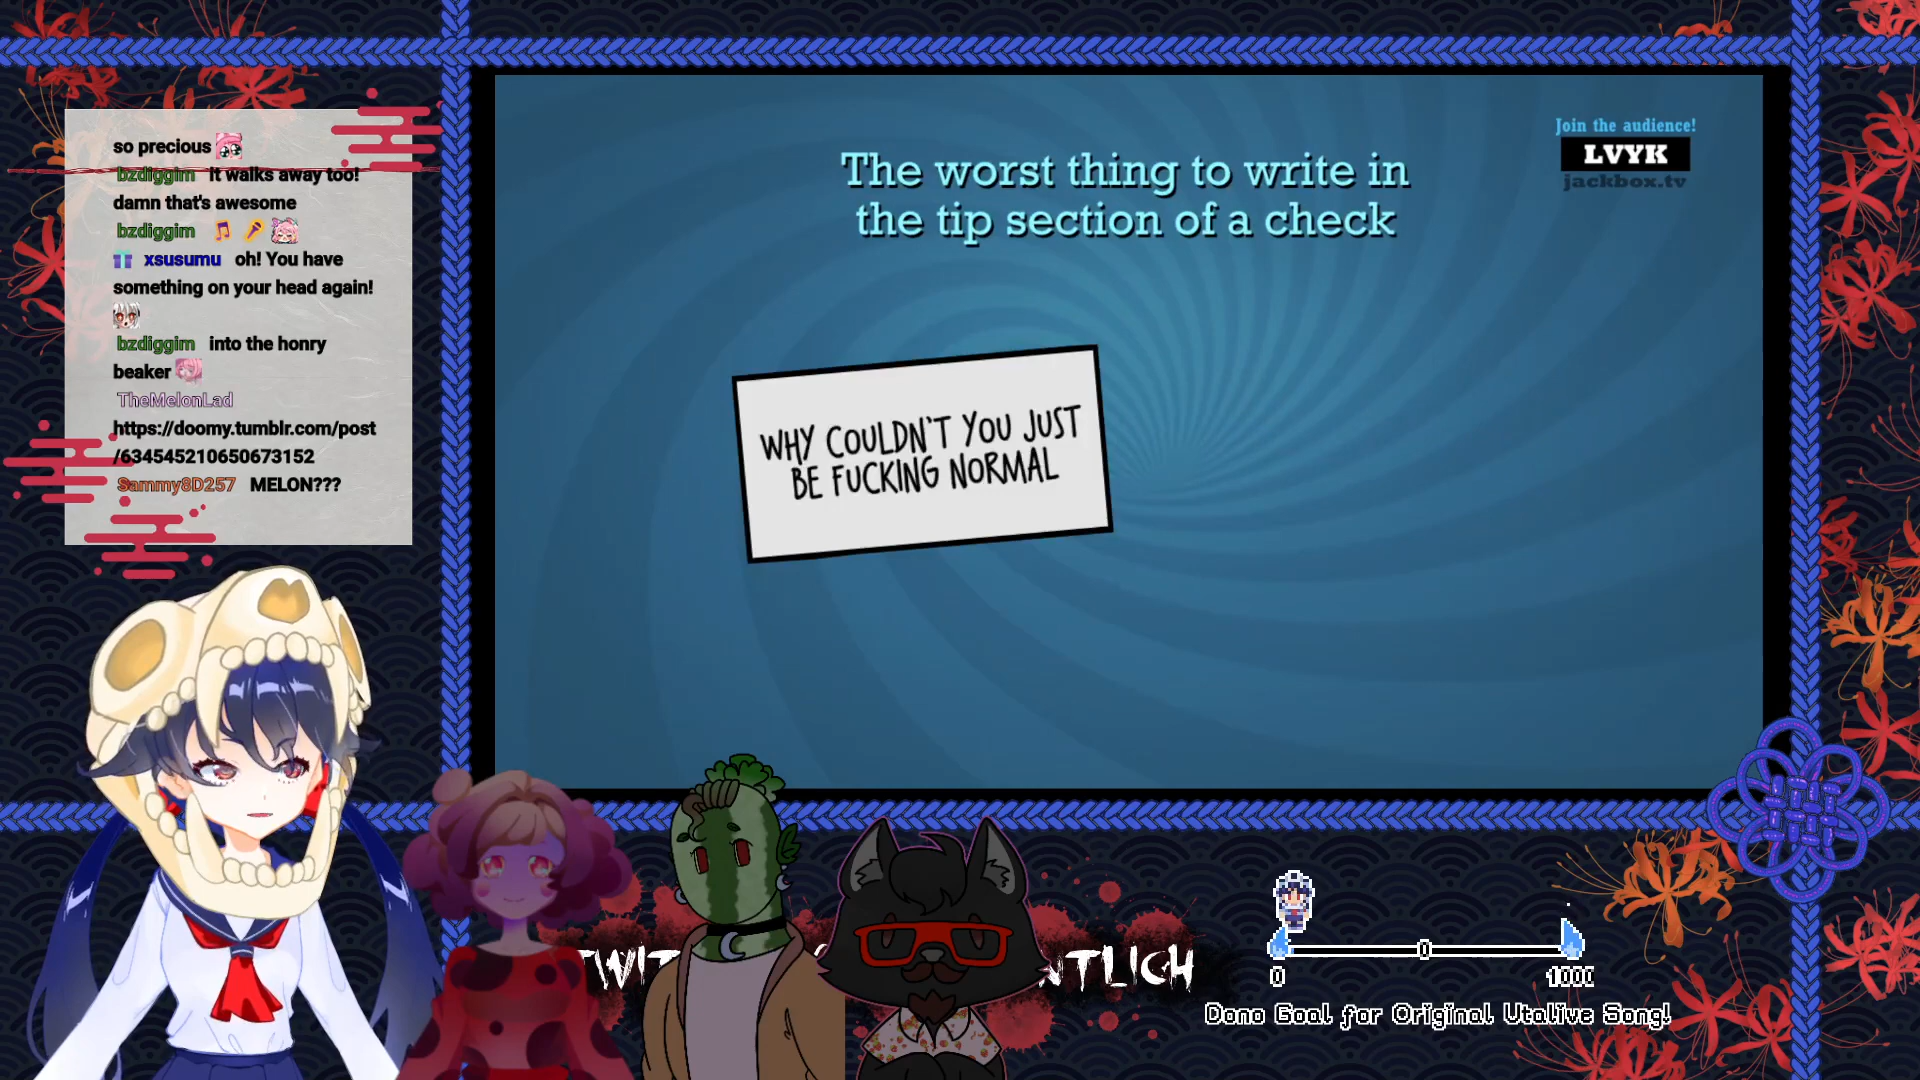 so precious
bzdiggim It walks away too!
damn that's awesome
bzdiggim
xsusumu oh! You have
something on your head again!
bzdiggim into the honry
beaker
TheMelonLad
https://doomy.tumblr.com/post
/634545210650673152
Sammy8D257 MELON???
The worst thing to write in
the tip section of a check
Join the audience!
LVYK
jackbox.tv
WHY COULDN'T YOU JUST
BE FUCKING NORMAL
0
0 1000
Dono Goal for Original Utalive Song!